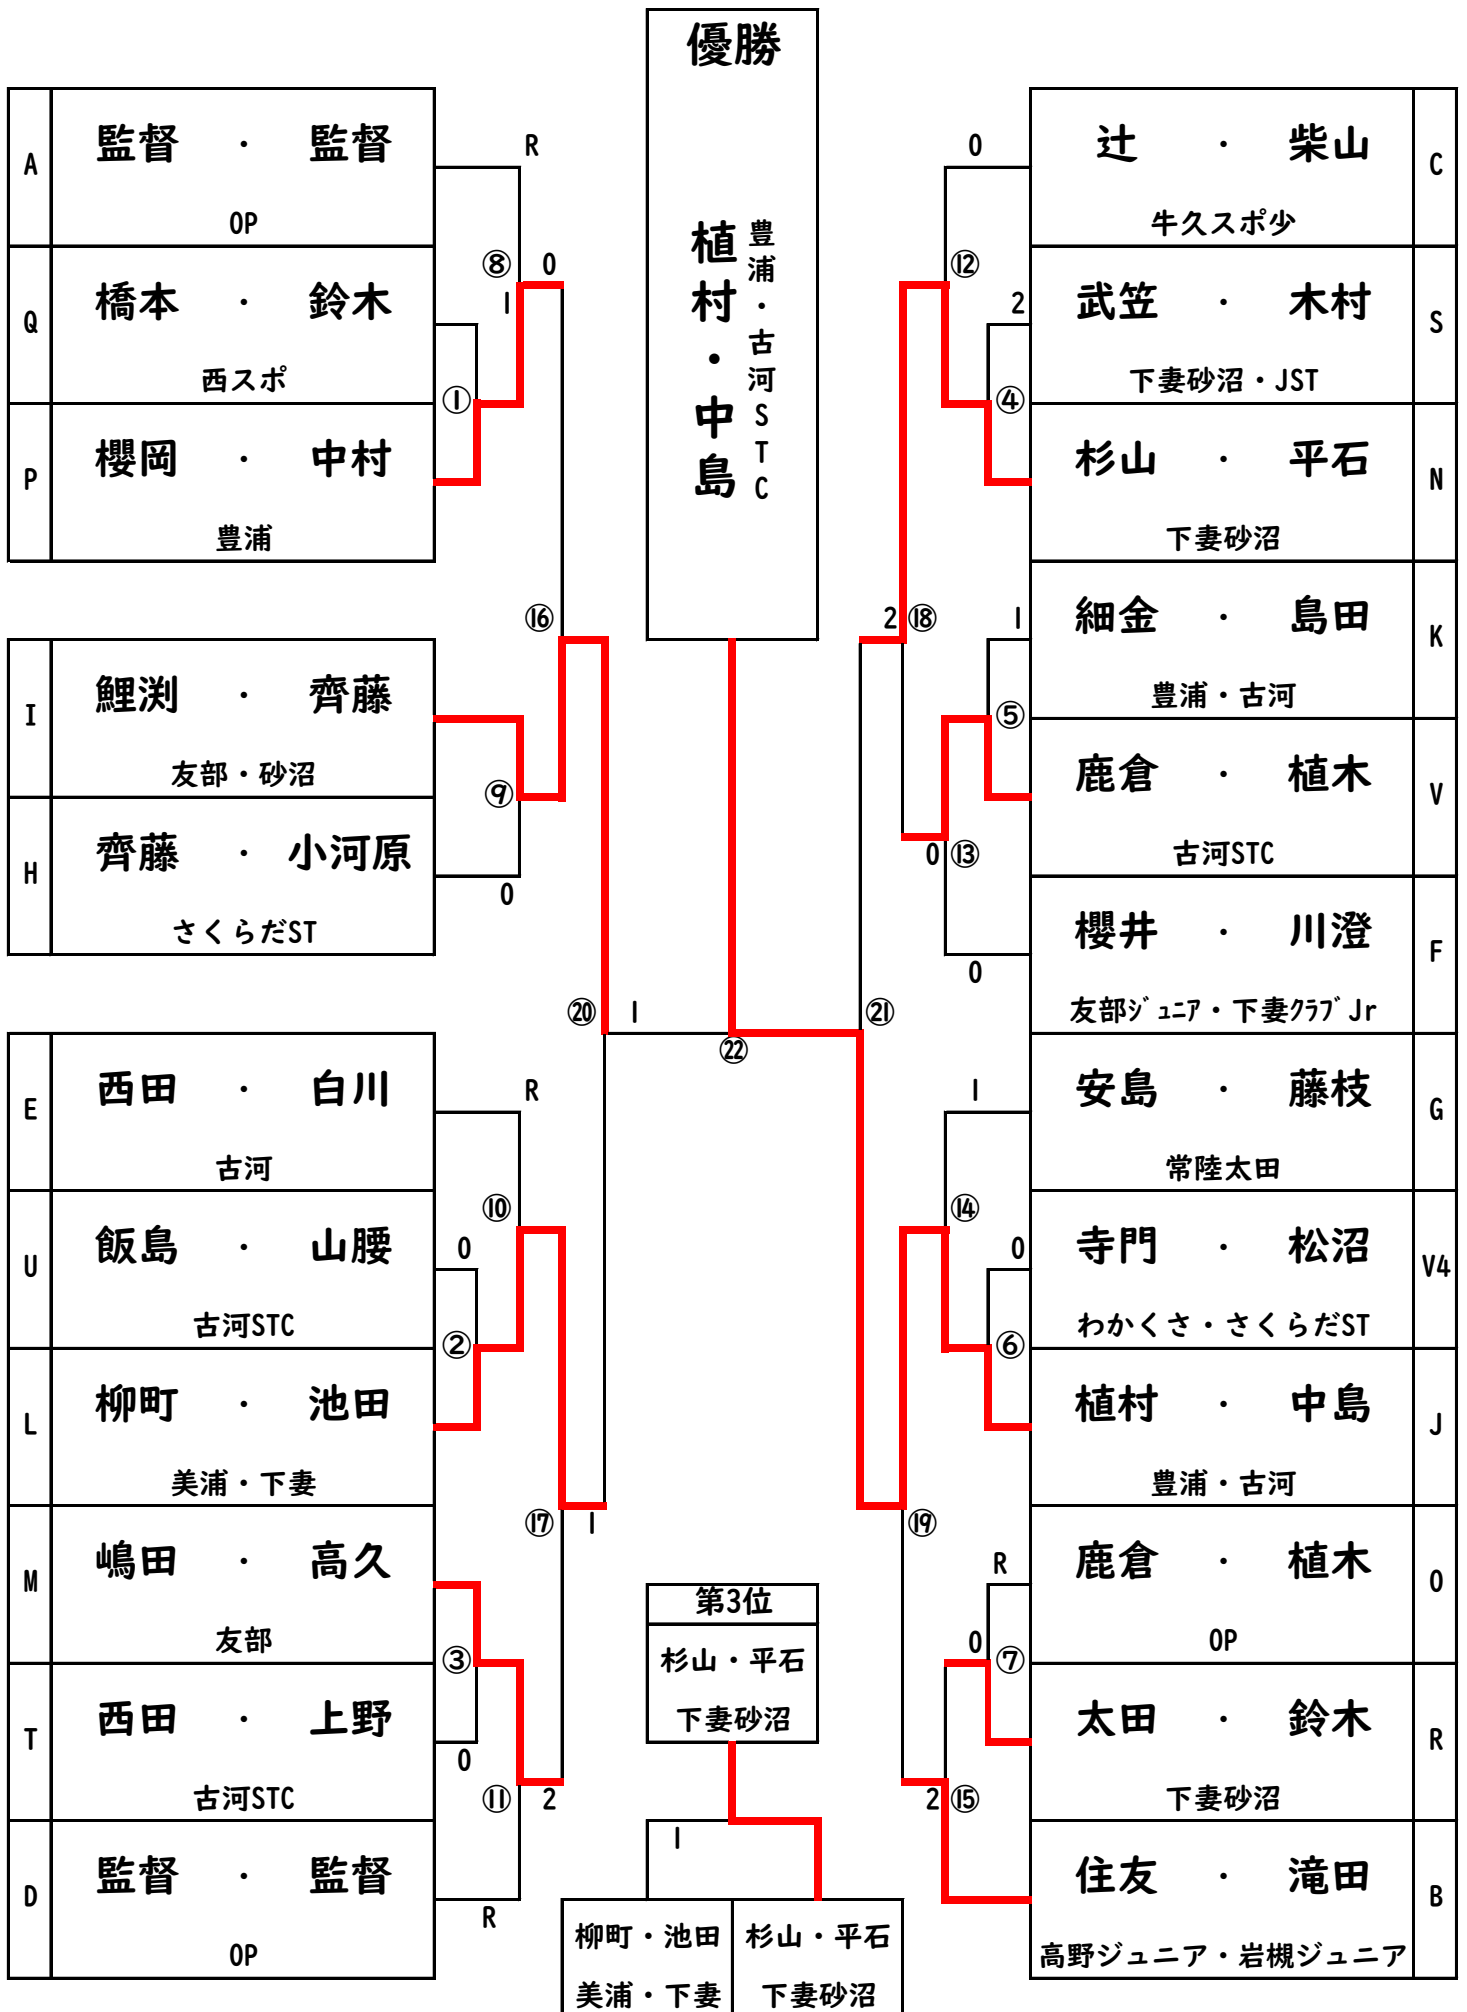 優勝
植村・中島
豊浦・古河STC
A
監督 ・ 監督
OP
R
Q
橋本 ・ 鈴木
西スポ
⑧
0
1
①
P
櫻岡 ・ 中村
豊浦
⑯
I
鯉渕 ・ 齊藤
友部・砂沼
⑨
H
齊藤 ・ 小河原
さくらだST
0
⑳
1
E
西田 ・ 白川
古河
R
⑩
U
飯島 ・ 山腰
古河STC
0
②
L
柳町 ・ 池田
美浦・下妻
⑰
1
M
嶋田 ・ 高久
友部
③
T
西田 ・ 上野
古河STC
0
⑪
2
D
監督 ・ 監督
OP
R
㉒
0
辻 ・ 柴山
牛久スポ少
C
⑫
2
武笠 ・ 木村
下妻砂沼・JST
S
④
杉山 ・ 平石
下妻砂沼
N
2
⑱
1
細金 ・ 島田
豊浦・古河
K
⑤
鹿倉 ・ 植木
古河STC
V
0
⑬
櫻井 ・ 川澄
友部ｼﾞｭﾆｱ・下妻ｸﾗﾌﾞJr
F
0
㉑
1
安島 ・ 藤枝
常陸太田
G
⑭
0
寺門 ・ 松沼
わかくさ・さくらだST
V4
⑥
植村 ・ 中島
豊浦・古河
J
⑲
R
鹿倉 ・ 植木
OP
O
0
⑦
太田 ・ 鈴木
下妻砂沼
R
2
⑮
住友 ・ 滝田
高野ジュニア・岩槻ジュニア
B
第3位
杉山・平石
下妻砂沼
1
柳町・池田
美浦・下妻
杉山・平石
下妻砂沼